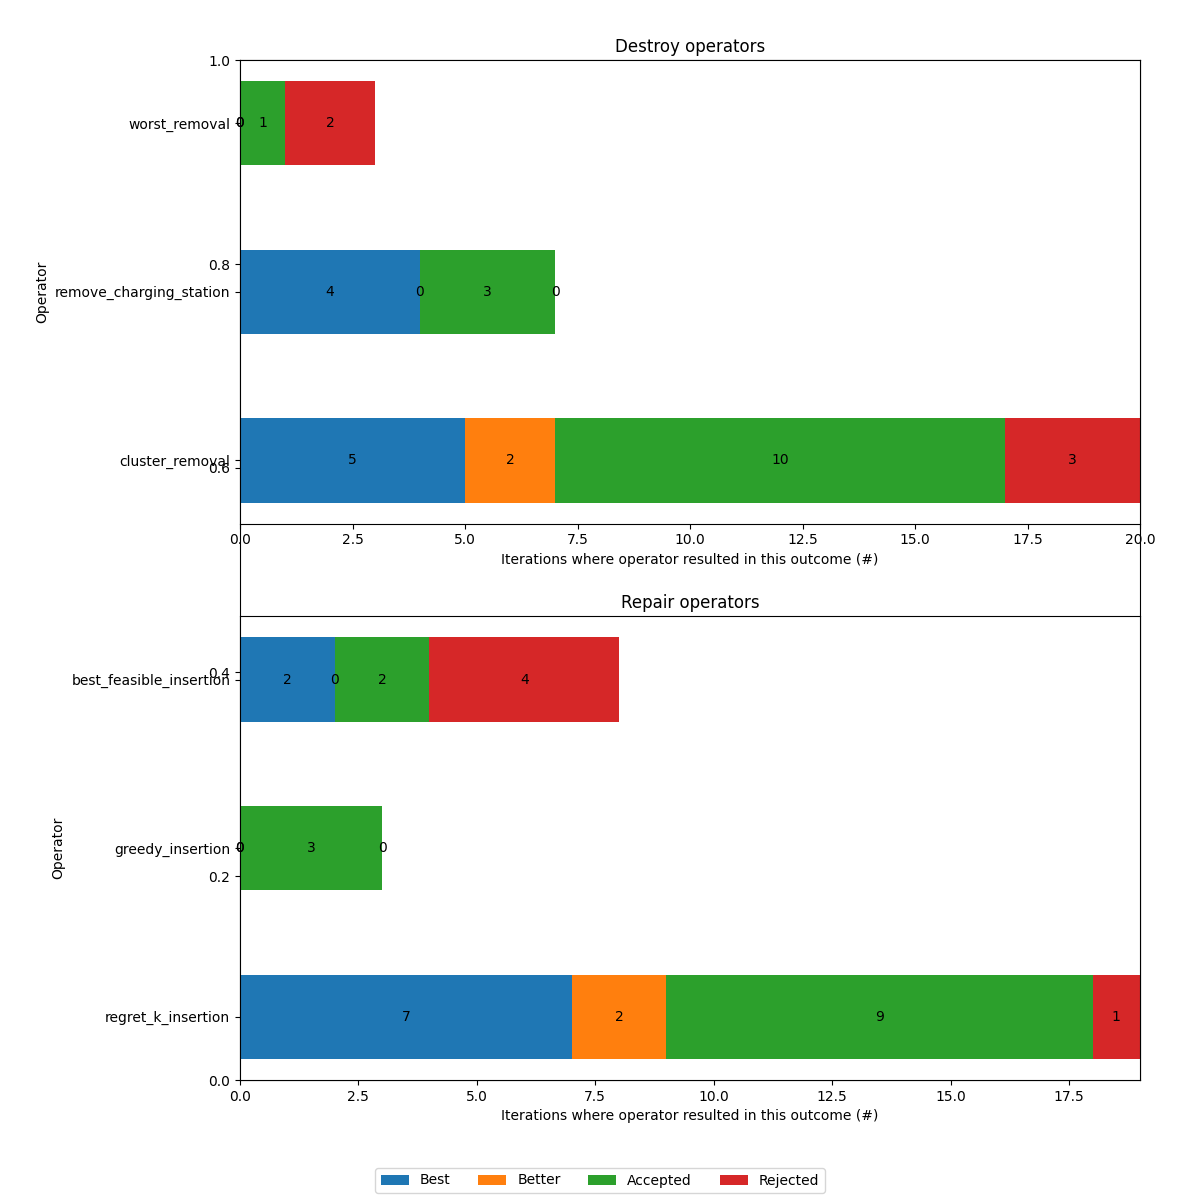 Destroy operators
1.0
worst_removal
0
0
1
2
0.8
Operator
remove_charging_station
4
0
3
0
cluster_removal
0.6
5
2
10
3
0.0 2.5 5.0 7.5 10.0 12.5 15.0 17.5 20.0
Iterations where operator resulted in this outcome (#)
Repair operators
0.4
best_feasible_insertion
2
0
2
4
Operator
greedy_insertion
0
0
3
0
0.2
regret_k_insertion
7
2
9
1
0.0
0.0 2.5 5.0 7.5 10.0 12.5 15.0 17.5
Iterations where operator resulted in this outcome (#)
Best Better Accepted Rejected